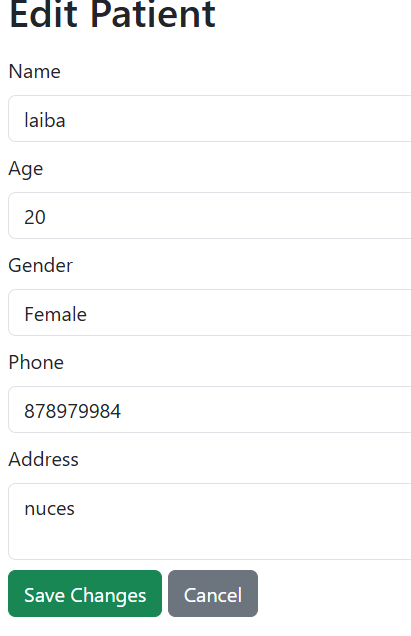 Edit Patient
Name
laiba
Age
20
Gender
Female
Phone
878979984
Address
nuces
Save Changes Cancel